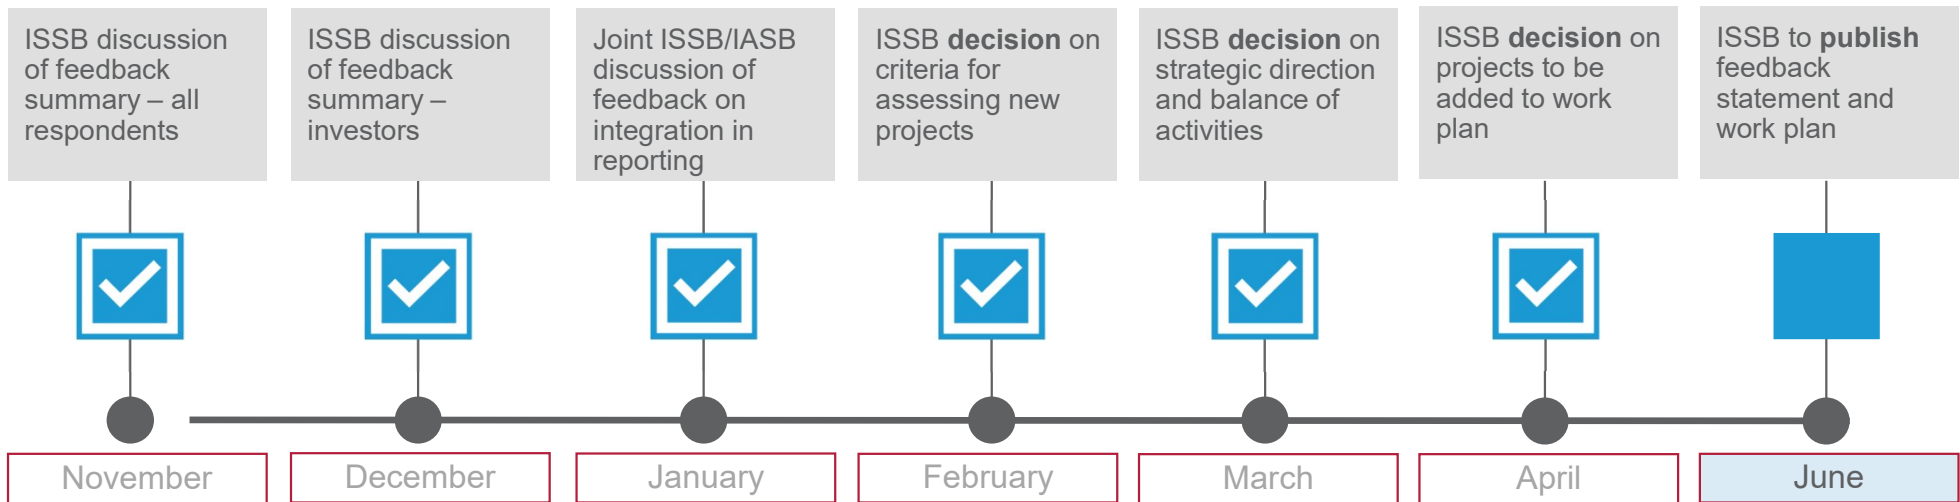 ISSB discussion
of feedback
summary – all
respondents
ISSB discussion
of feedback
summary –
investors
Joint ISSB/IASB
discussion of
feedback on
integration in
reporting
ISSB decision on
criteria for
assessing new
projects
ISSB decision on
strategic direction
and balance of
activities
ISSB decision on
projects to be
added to work
plan
ISSB to publish
feedback
statement and
work plan
November
December
January
February
March
April
June